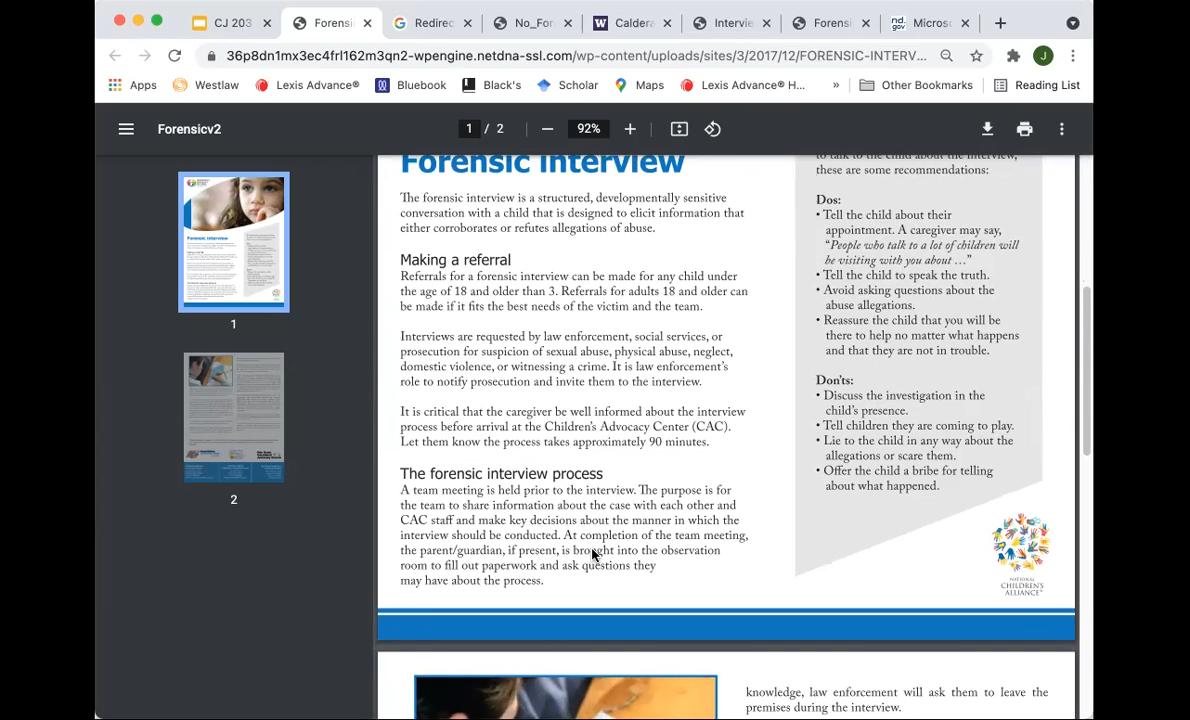 CJ 203
Forensi
Redirec
No_For
Caldera
Intervie
Forensi
Micros
36p8dn1mx3ec4frl162m3qn2-wpengine.netdna-ssl.com/wp-content/uploads/sites/3/2017/12/FORENSIC-INTERV...
J
Apps
Westlaw
Lexis Advance®
Bluebook
Black's
Scholar
Maps
Lexis Advance® H...
»
Other Bookmarks
Reading List
Forensicv2
1 / 2
92%
1
2
Forensic interview
The forensic interview is a structured, developmentally sensitive
conversation with a child that is designed to elicit information that
either corroborates or refutes allegations of abuse.
Making a referral
Referrals for a forensic interview can be made for any child under
the age of 18 and older than 3. Referrals for adults 18 and older can
be made if it fits the best needs of the victim and the team.
Interviews are requested by law enforcement, social services, or
prosecution for suspicion of sexual abuse, physical abuse, neglect,
domestic violence, or witnessing a crime. It is law enforcement's
role to notify prosecution and invite them to the interview.
It is critical that the caregiver be well informed about the interview
process before arrival at the Children's Advocacy Center (CAC).
Let them know the process takes approximately 90 minutes.
The forensic interview process
A team meeting is held prior to the interview. The purpose is for
the team to share information about the case with each other and
CAC staff and make key decisions about the manner in which the
interview should be conducted. At completion of the team meeting,
the parent/guardian, if present, is brought into the observation
room to fill out paperwork and ask questions they
may have about the process.
to talk to the child about the interview,
these are some recommendations:
Dos:
• Tell the child about their
appointment. A caregiver may say,
"People who talk to a lot of children will
be visiting with you about ..."
• Tell the child to speak the truth.
• Avoid asking questions about the
abuse allegations.
• Reassure the child that you will be
there to help no matter what happens
and that they are not in trouble.
Don'ts:
• Discuss the investigation in the
child's presence.
• Tell children they are coming to play.
• Lie to the child in any way about the
allegations or scare them.
• Offer the child a bribe for telling
about what happened.
NATIONAL
CHILDREN'S
ALLIANCE®
knowledge, law enforcement will ask them to leave the
premises during the interview.